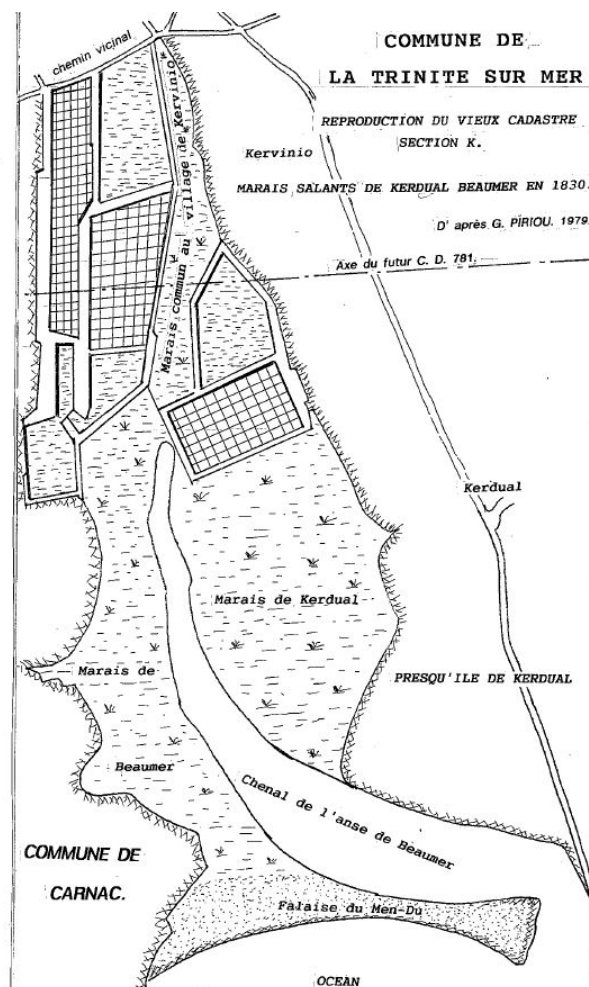 COMMUNE DE
LA TRINITE SUR MER
REPRODUCTION DU VIEUX CADASTRE
SECTION K.
MARAIS SALANTS DE KERDUAL BEAUMER EN 1830.
D' après G. PIRIOU. 1979.
chemin vicinal
Kervinio
Marais commun au village de Kervinio
Axe du futur C. D. 781.
Kerdual
Marais de Kerdual
PRESQU'ILE DE KERDUAL
Marais de
Beaumer
Chenal de l'anse de Beaumer
COMMUNE DE
CARNAC.
Falaise du Men-Du
OCEAN